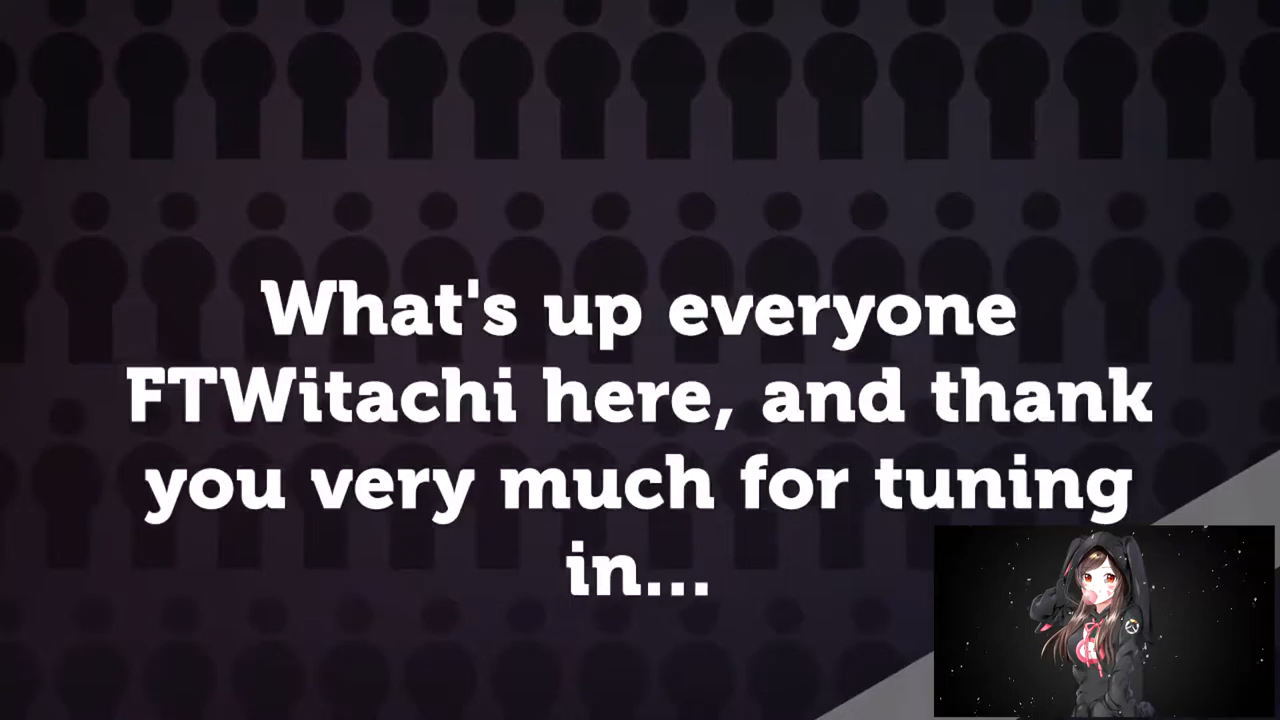 What's up everyone
FTWitachi here, and thank
you very much for tuning
in...